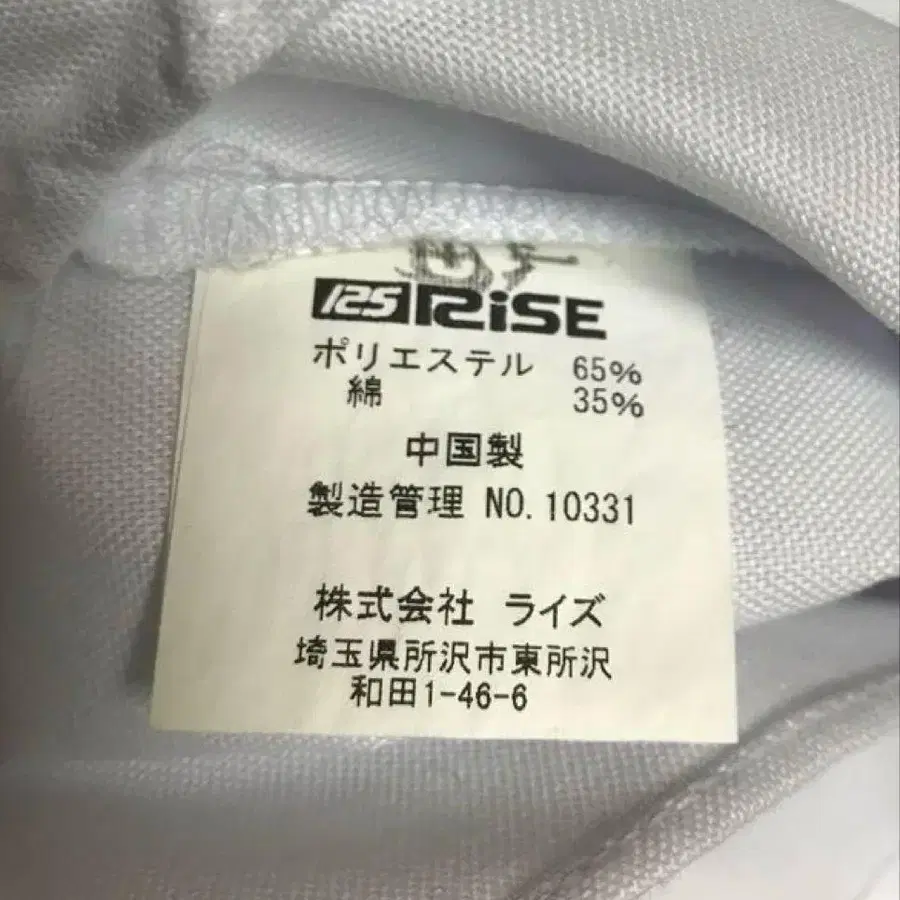 125 RiSE
ポリエステル 65%
綿 35%
中国製
製造管理 NO.10331
株式会社 ライズ
埼玉県所沢市東所沢
和田1-46-6